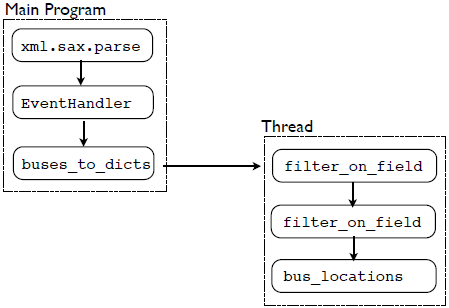 Main Program
xml.sax.parse
EventHandler
buses_to_dicts
Thread
filter_on_field
filter_on_field
bus_locations